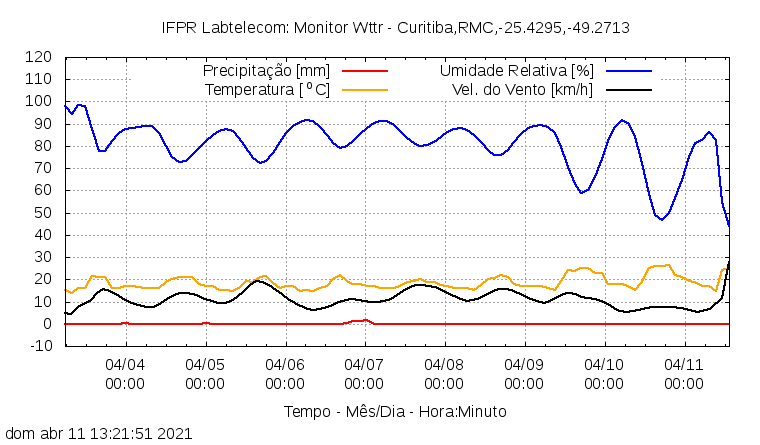 IFPR Labtelecom: Monitor Wttr - Curitiba,RMC,-25.4295,-49.2713
Precipitação [mm]
Umidade Relativa [%]
Temperatura [⁰C]
Vel. do Vento [km/h]
120
110
100
90
80
70
60
50
40
30
20
10
0
-10
04/04 04/05 04/06 04/07 04/08 04/09 04/10 04/11
00:00 00:00 00:00 00:00 00:00 00:00 00:00 00:00
Tempo - Mês/Dia - Hora:Minuto
dom abr 11 13:21:51 2021